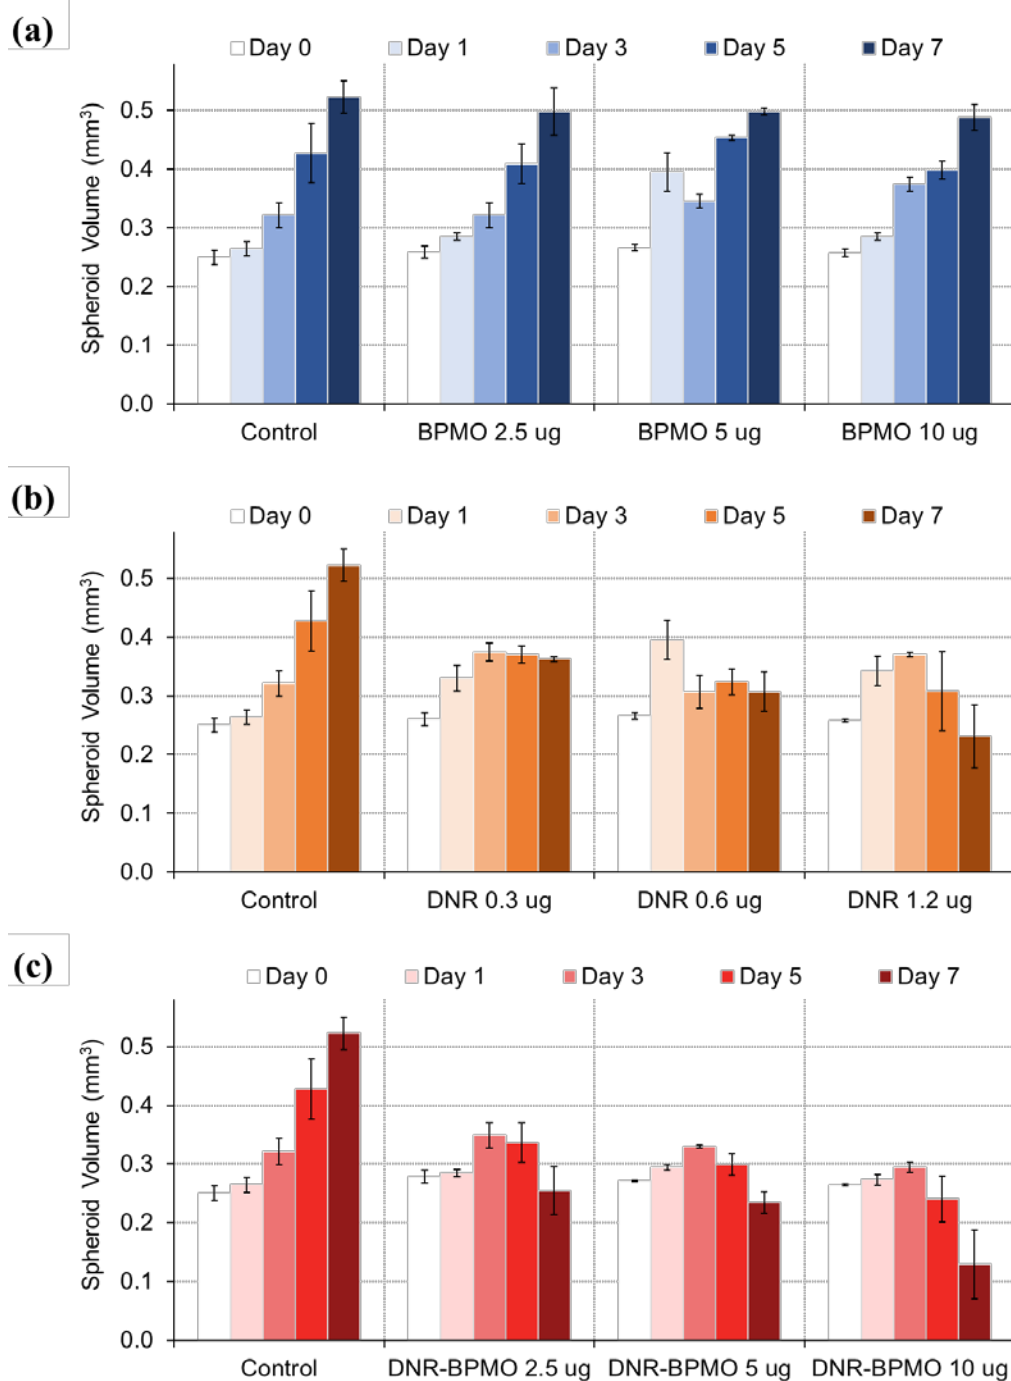 (a)
Day 0 Day 1 Day 3 Day 5 Day 7
Spheroid Volume (mm³)
0.5
0.4
0.3
0.2
0.1
0.0
Control BPMO 2.5 ug BPMO 5 ug BPMO 10 ug
(b)
Day 0 Day 1 Day 3 Day 5 Day 7
Spheroid Volume (mm³)
0.5
0.4
0.3
0.2
0.1
0.0
Control DNR 0.3 ug DNR 0.6 ug DNR 1.2 ug
(c)
Day 0 Day 1 Day 3 Day 5 Day 7
Spheroid Volume (mm³)
0.5
0.4
0.3
0.2
0.1
0.0
Control DNR-BPMO 2.5 ug DNR-BPMO 5 ug DNR-BPMO 10 ug